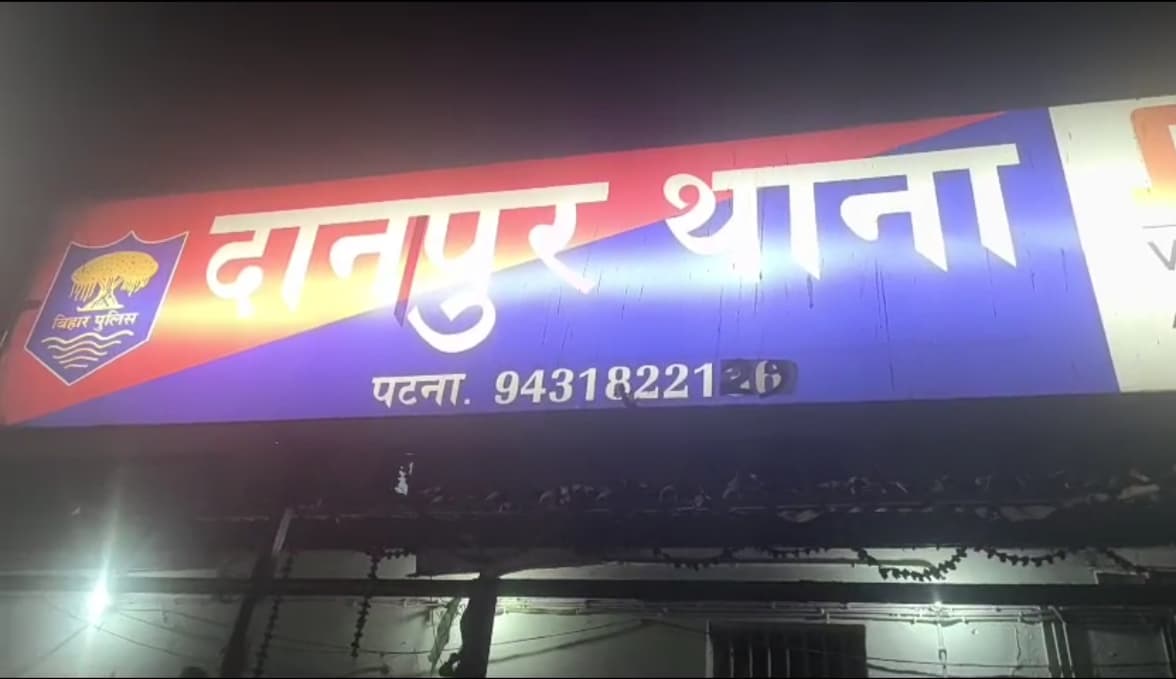 दानापुर थाना
बिहार पुलिस
पटना. 9431822126